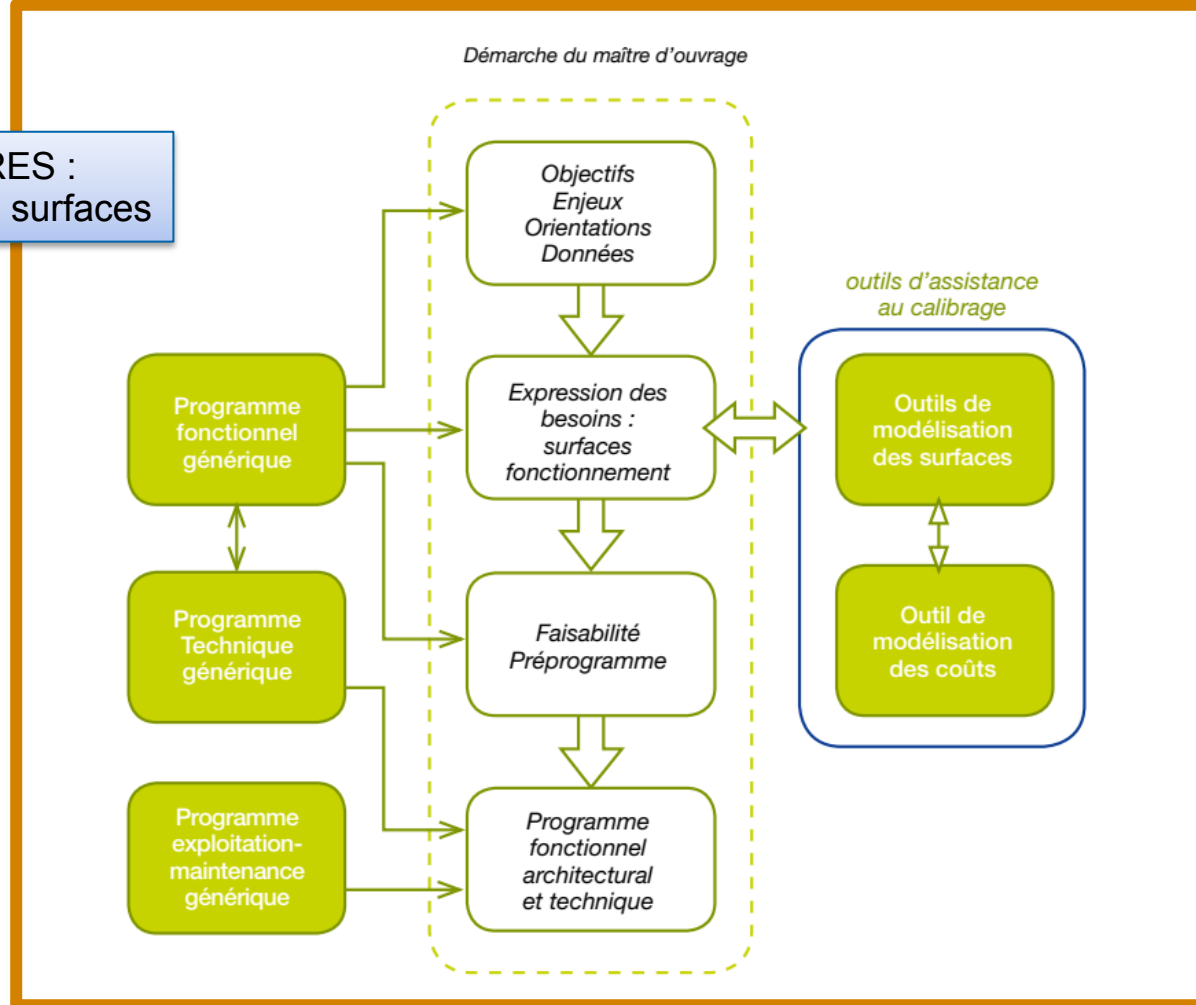 Démarche du maître d'ouvrage
RES :
surfaces
Objectifs
Enjeux
Orientations
Données
outils d'assistance
au calibrage
Programme
fonctionnel
générique
Expression des
besoins :
surfaces
fonctionnement
Outils de
modélisation
des surfaces
Programme
Technique
générique
Faisabilité
Préprogramme
Outil de
modélisation
des coûts
Programme
exploitation-
maintenance
générique
Programme
fonctionnel
architectural
et technique